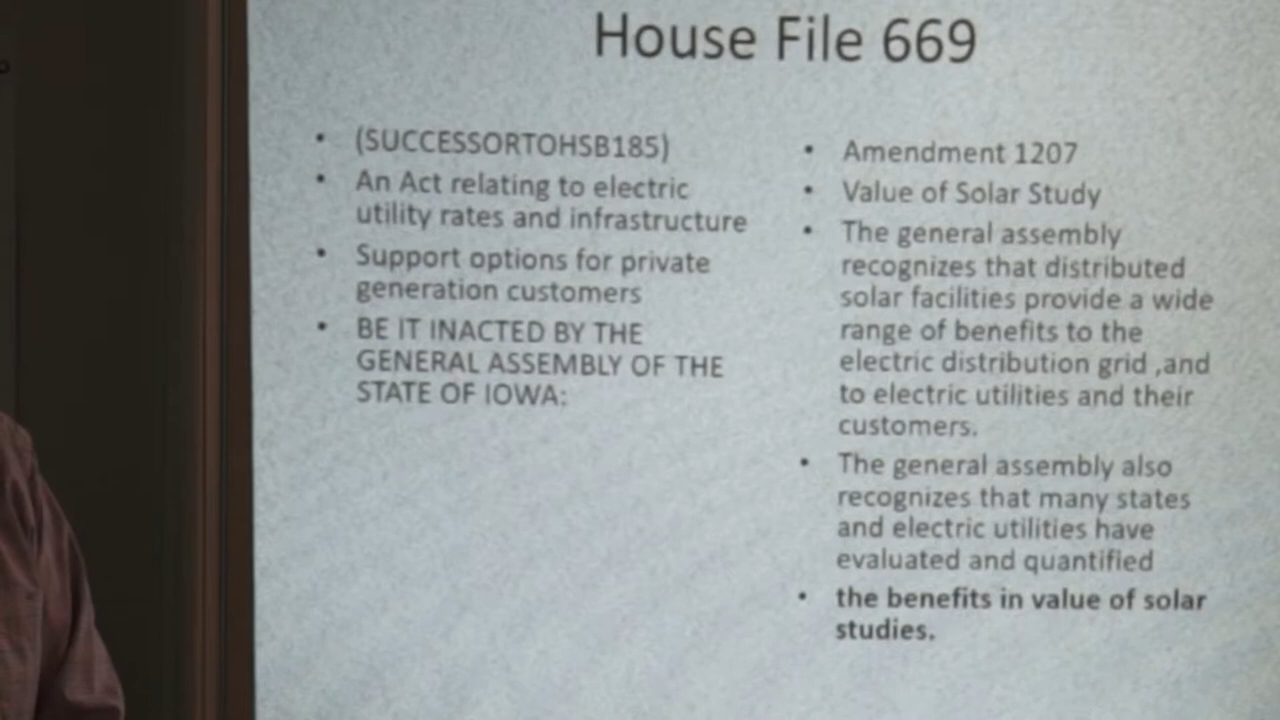 House File 669
• (SUCCESSORTOHSB185)
• An Act relating to electric
utility rates and infrastructure
• Support options for private
generation customers
• BE IT INACTED BY THE
GENERAL ASSEMBLY OF THE
STATE OF IOWA:
• Amendment 1207
• Value of Solar Study
• The general assembly
recognizes that distributed
solar facilities provide a wide
range of benefits to the
electric distribution grid ,and
to electric utilities and their
customers.
• The general assembly also
recognizes that many states
and electric utilities have
evaluated and quantified
• the benefits in value of solar
studies.